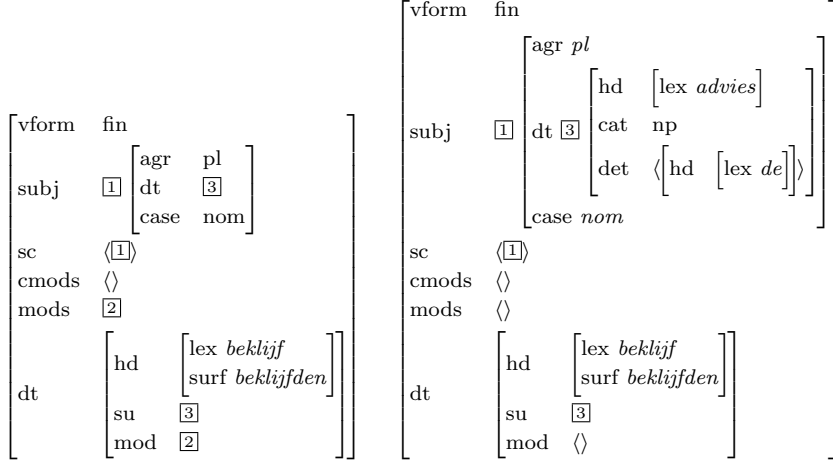 vform fin
subj 1 [agr pl
dt 3
case nom]
sc ⟨1⟩
cmods ⟨⟩
mods 2
dt [hd [lex beklijf
surf beklijfden]
su 3
mod 2]
vform fin
subj 1 [agr pl
dt 3 [hd [lex advies]
cat np
det ⟨[hd [lex de]]⟩]
case nom]
sc ⟨1⟩
cmods ⟨⟩
mods ⟨⟩
dt [hd [lex beklijf
surf beklijfden]
su 3
mod ⟨⟩]